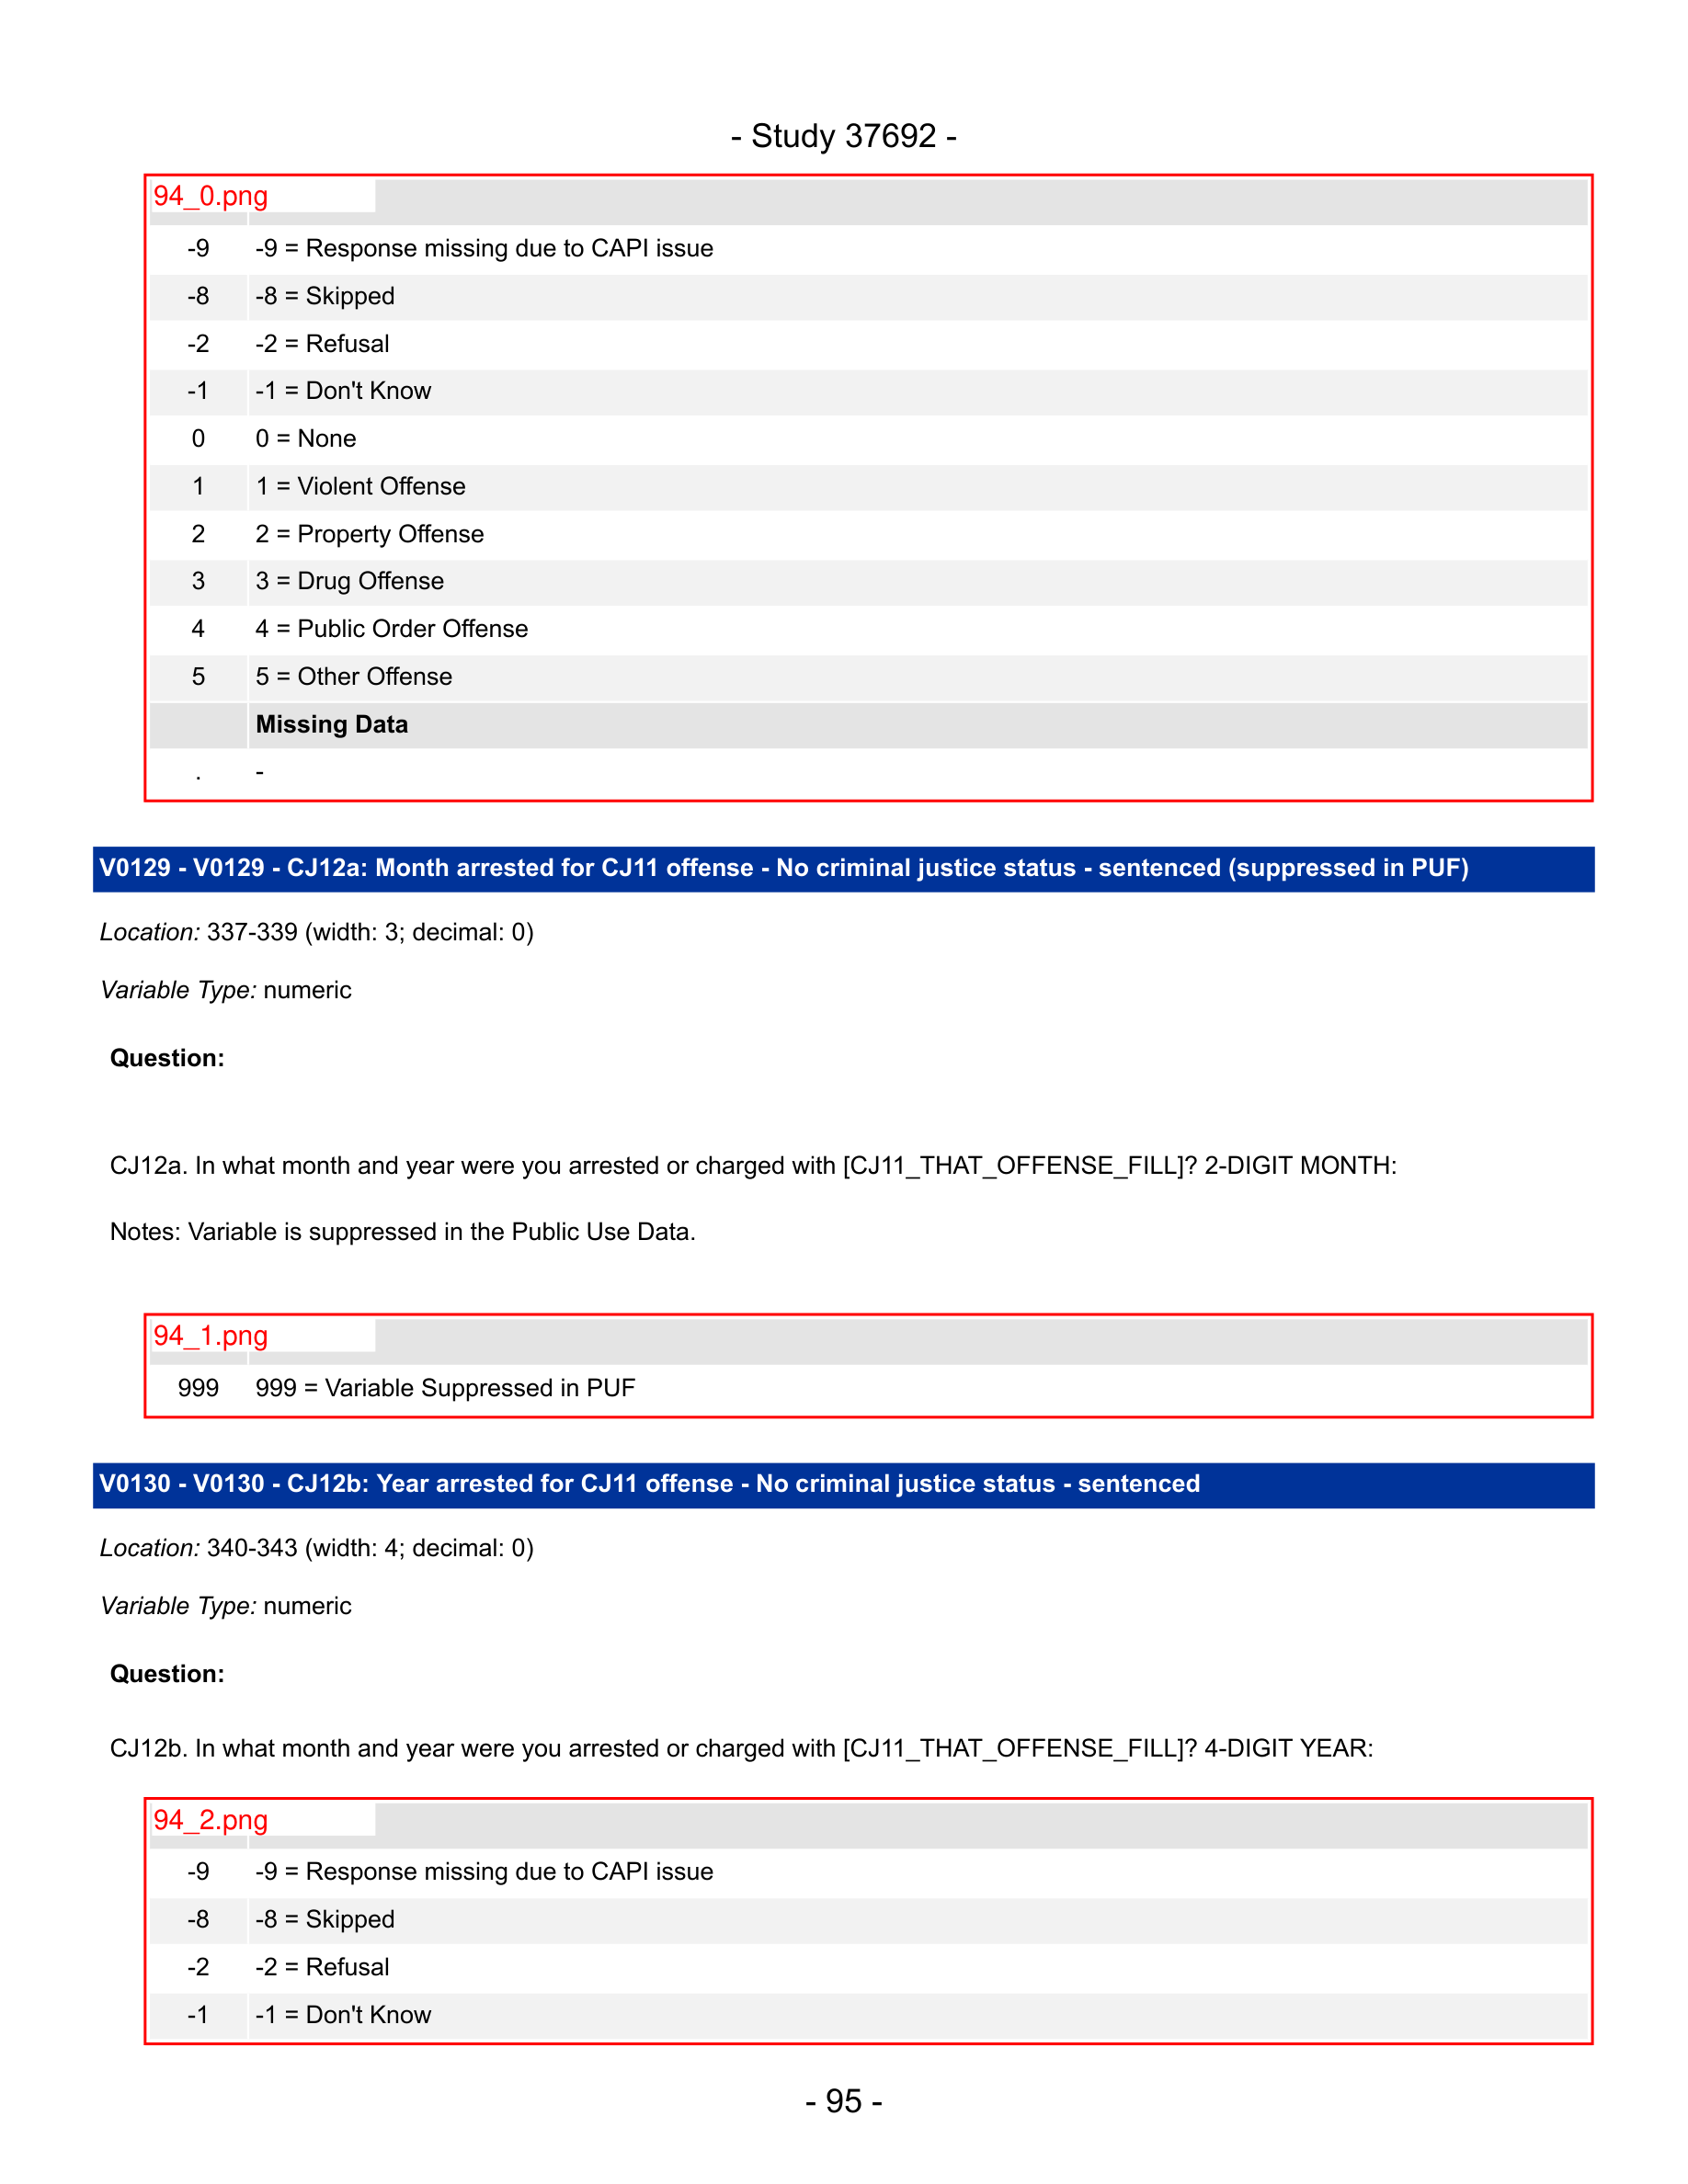 - Study 37692 -
94_0.png
-9 -9 = Response missing due to CAPI issue
-8 -8 = Skipped
-2 -2 = Refusal
-1 -1 = Don't Know
0 0 = None
1 1 = Violent Offense
2 2 = Property Offense
3 3 = Drug Offense
4 4 = Public Order Offense
5 5 = Other Offense
Missing Data
. -
V0129 - V0129 - CJ12a: Month arrested for CJ11 offense - No criminal justice status - sentenced (suppressed in PUF)
Location: 337-339 (width: 3; decimal: 0)
Variable Type: numeric
Question:
CJ12a. In what month and year were you arrested or charged with [CJ11_THAT_OFFENSE_FILL]? 2-DIGIT MONTH:
Notes: Variable is suppressed in the Public Use Data.
94_1.png
999 999 = Variable Suppressed in PUF
V0130 - V0130 - CJ12b: Year arrested for CJ11 offense - No criminal justice status - sentenced
Location: 340-343 (width: 4; decimal: 0)
Variable Type: numeric
Question:
CJ12b. In what month and year were you arrested or charged with [CJ11_THAT_OFFENSE_FILL]? 4-DIGIT YEAR:
94_2.png
-9 -9 = Response missing due to CAPI issue
-8 -8 = Skipped
-2 -2 = Refusal
-1 -1 = Don't Know
- 95 -